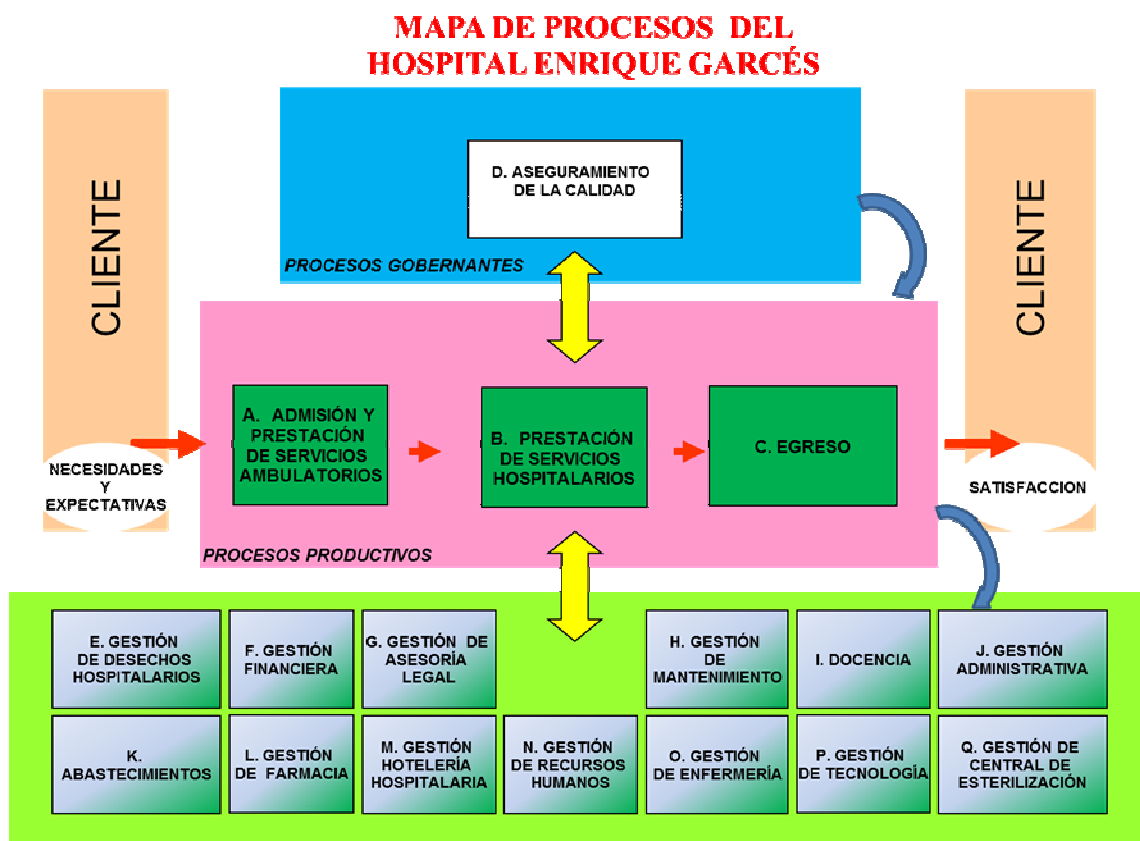 MAPA DE PROCESOS DEL
HOSPITAL ENRIQUE GARCÉS
CLIENTE
NECESIDADES
Y
EXPECTATIVAS
D. ASEGURAMIENTO
DE LA CALIDAD
PROCESOS GOBERNANTES
A. ADMISIÓN Y
PRESTACIÓN
DE SERVICIOS
AMBULATORIOS
B. PRESTACIÓN
DE SERVICIOS
HOSPITALARIOS
C. EGRESO
PROCESOS PRODUCTIVOS
CLIENTE
SATISFACCION
E. GESTIÓN
DE DESECHOS
HOSPITALARIOS
F. GESTIÓN
FINANCIERA
G. GESTIÓN DE
ASESORÍA
LEGAL
H. GESTIÓN
DE
MANTENIMIENTO
I. DOCENCIA
J. GESTIÓN
ADMINISTRATIVA
K.
ABASTECIMIENTOS
L. GESTIÓN
DE FARMACIA
M. GESTIÓN
HOTELERÍA
HOSPITALARIA
N. GESTIÓN
DE RECURSOS
HUMANOS
O. GESTIÓN
DE ENFERMERÍA
P. GESTIÓN
DE TECNOLOGÍA
Q. GESTIÓN DE
CENTRAL DE
ESTERILIZACIÓN